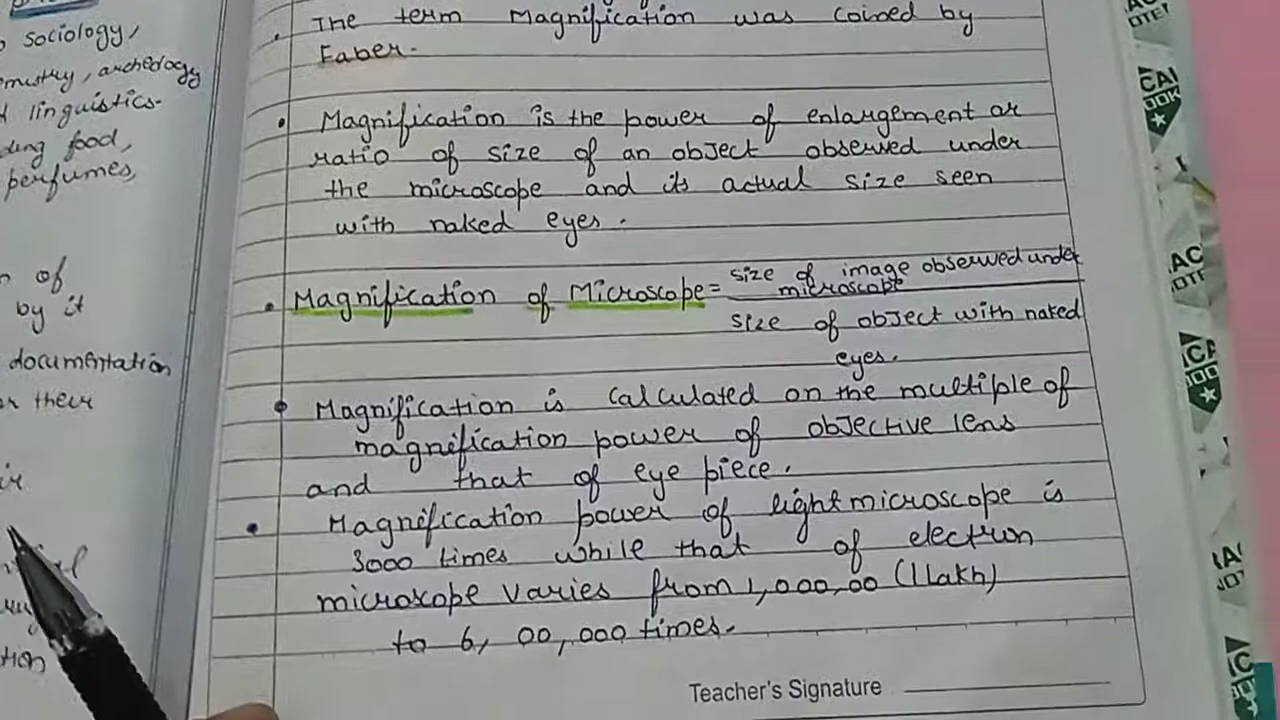 sociology,
archeology
linguistics-
food,
perfumes,
of
by it
documentation
their
The term Magnification was coined by
Faber.
• Magnification is the power of enlargement or
ratio of size of an object observed under
the microscope and its actual size seen
with naked eyes.
• Magnification of Microscope = size of image observed under
microscope
size of object with naked
eyes.
• Magnification is calculated on the multiple of
magnification power of objective lens
and that of eye piece.
• Magnification power of light microscope is
3000 times while that of electron
microscope varies from 1,000,00 (1 Lakh)
to 6, 00,000 times.
Teacher's Signature